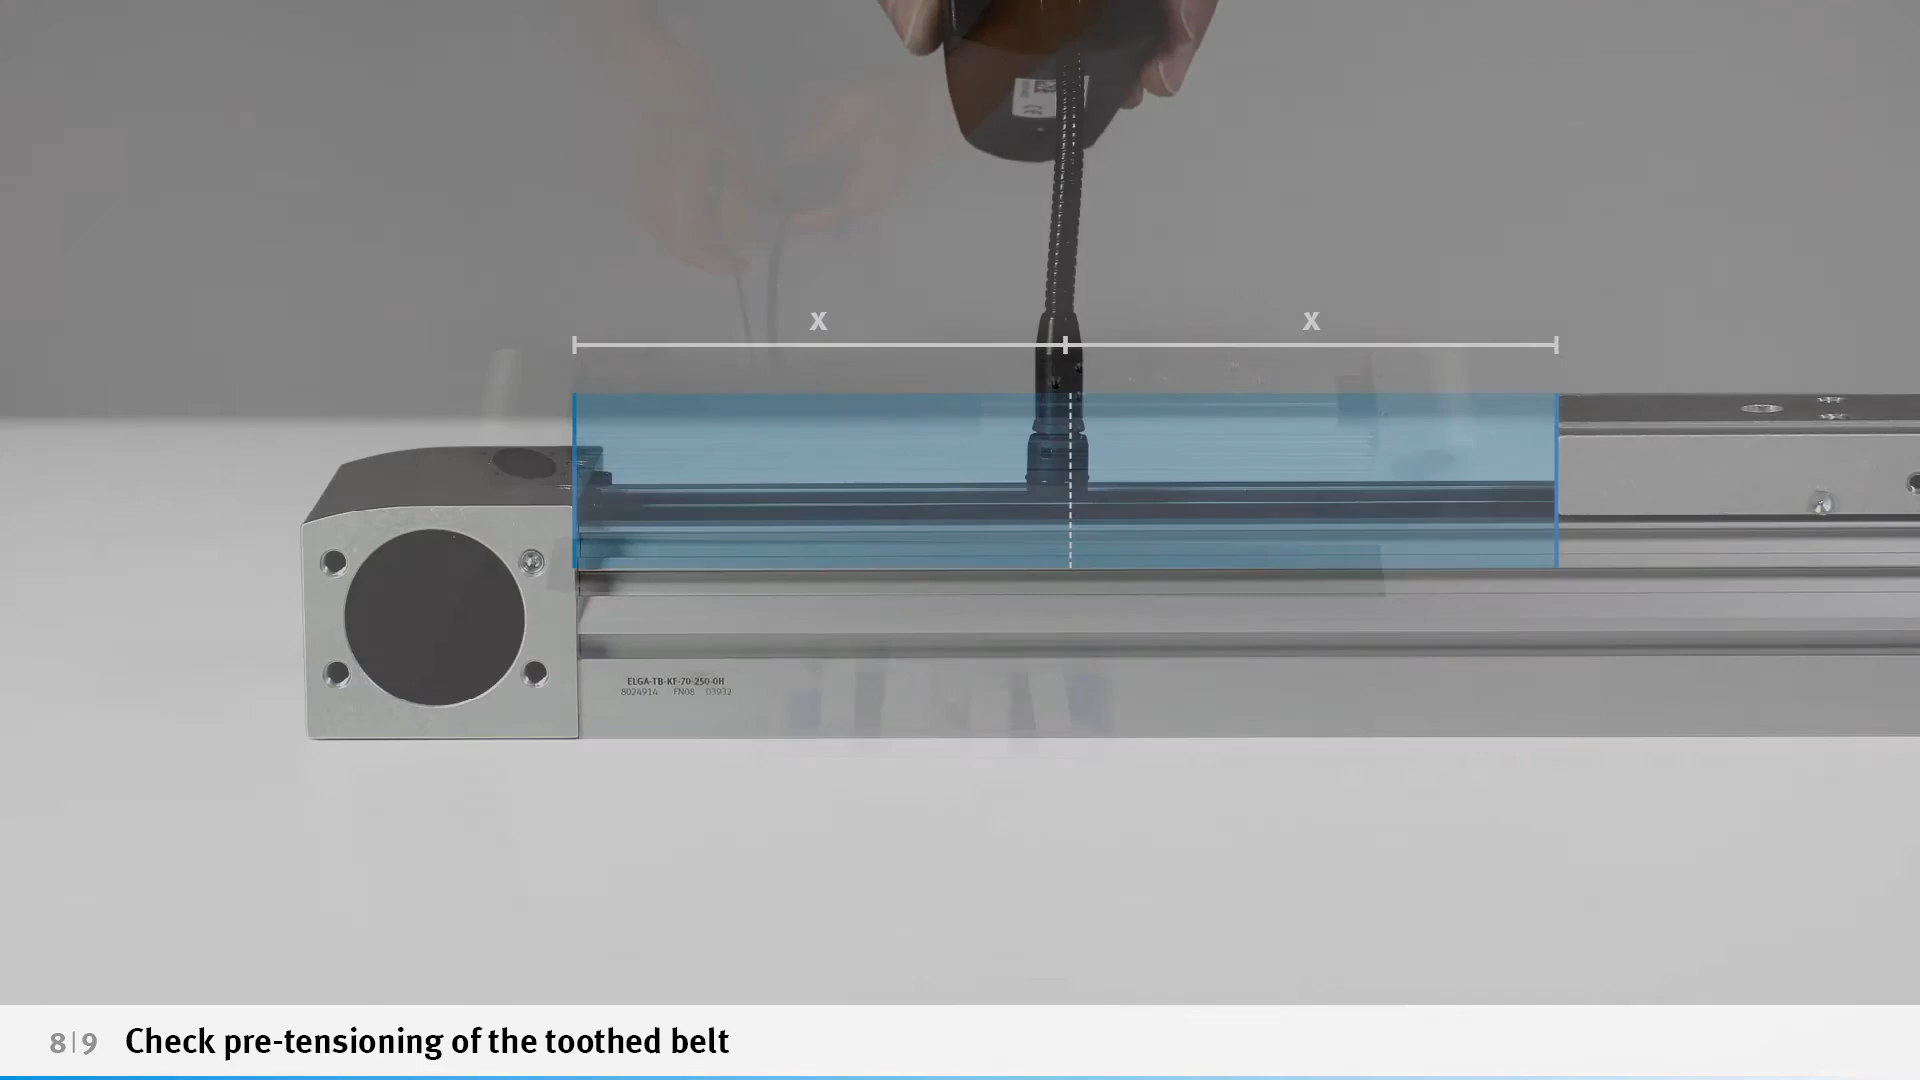 x x
ELGA-TB-KF-70-250-0H
8024914 FN08 03932
8|9 Check pre-tensioning of the toothed belt